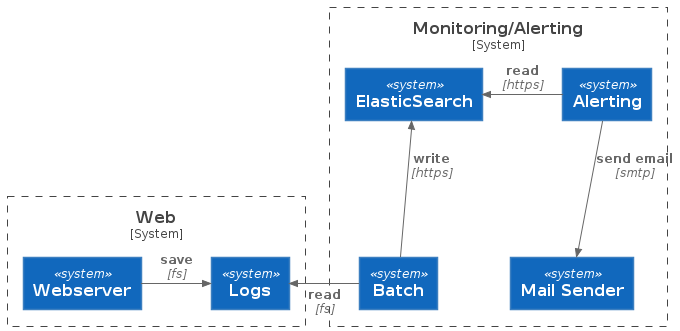 Monitoring/Alerting
[System]
«system»
ElasticSearch
read
[https]
«system»
Alerting
write
[https]
send email
[smtp]
Web
[System]
«system»
Webserver
save
[fs]
«system»
Logs
read
[fs]
«system»
Batch
«system»
Mail Sender